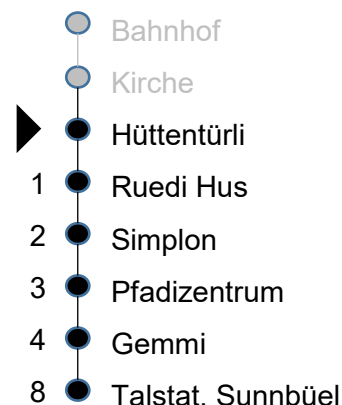 Bahnhof
Kirche
Hüttentürli
1 Ruedi Hus
2 Simplon
3 Pfadizentrum
4 Gemmi
8 Talstat. Sunnbüel